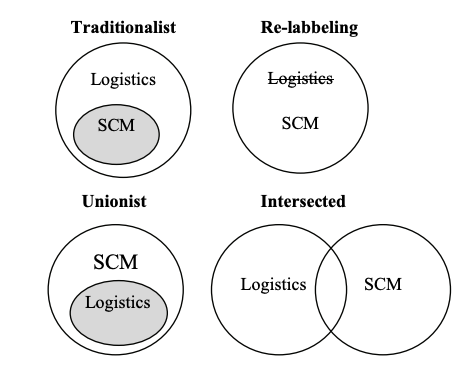 Traditionalist
Re-labbeling
Logistics
SCM
Logistics
SCM
Unionist
Intersected
SCM
Logistics
Logistics
SCM